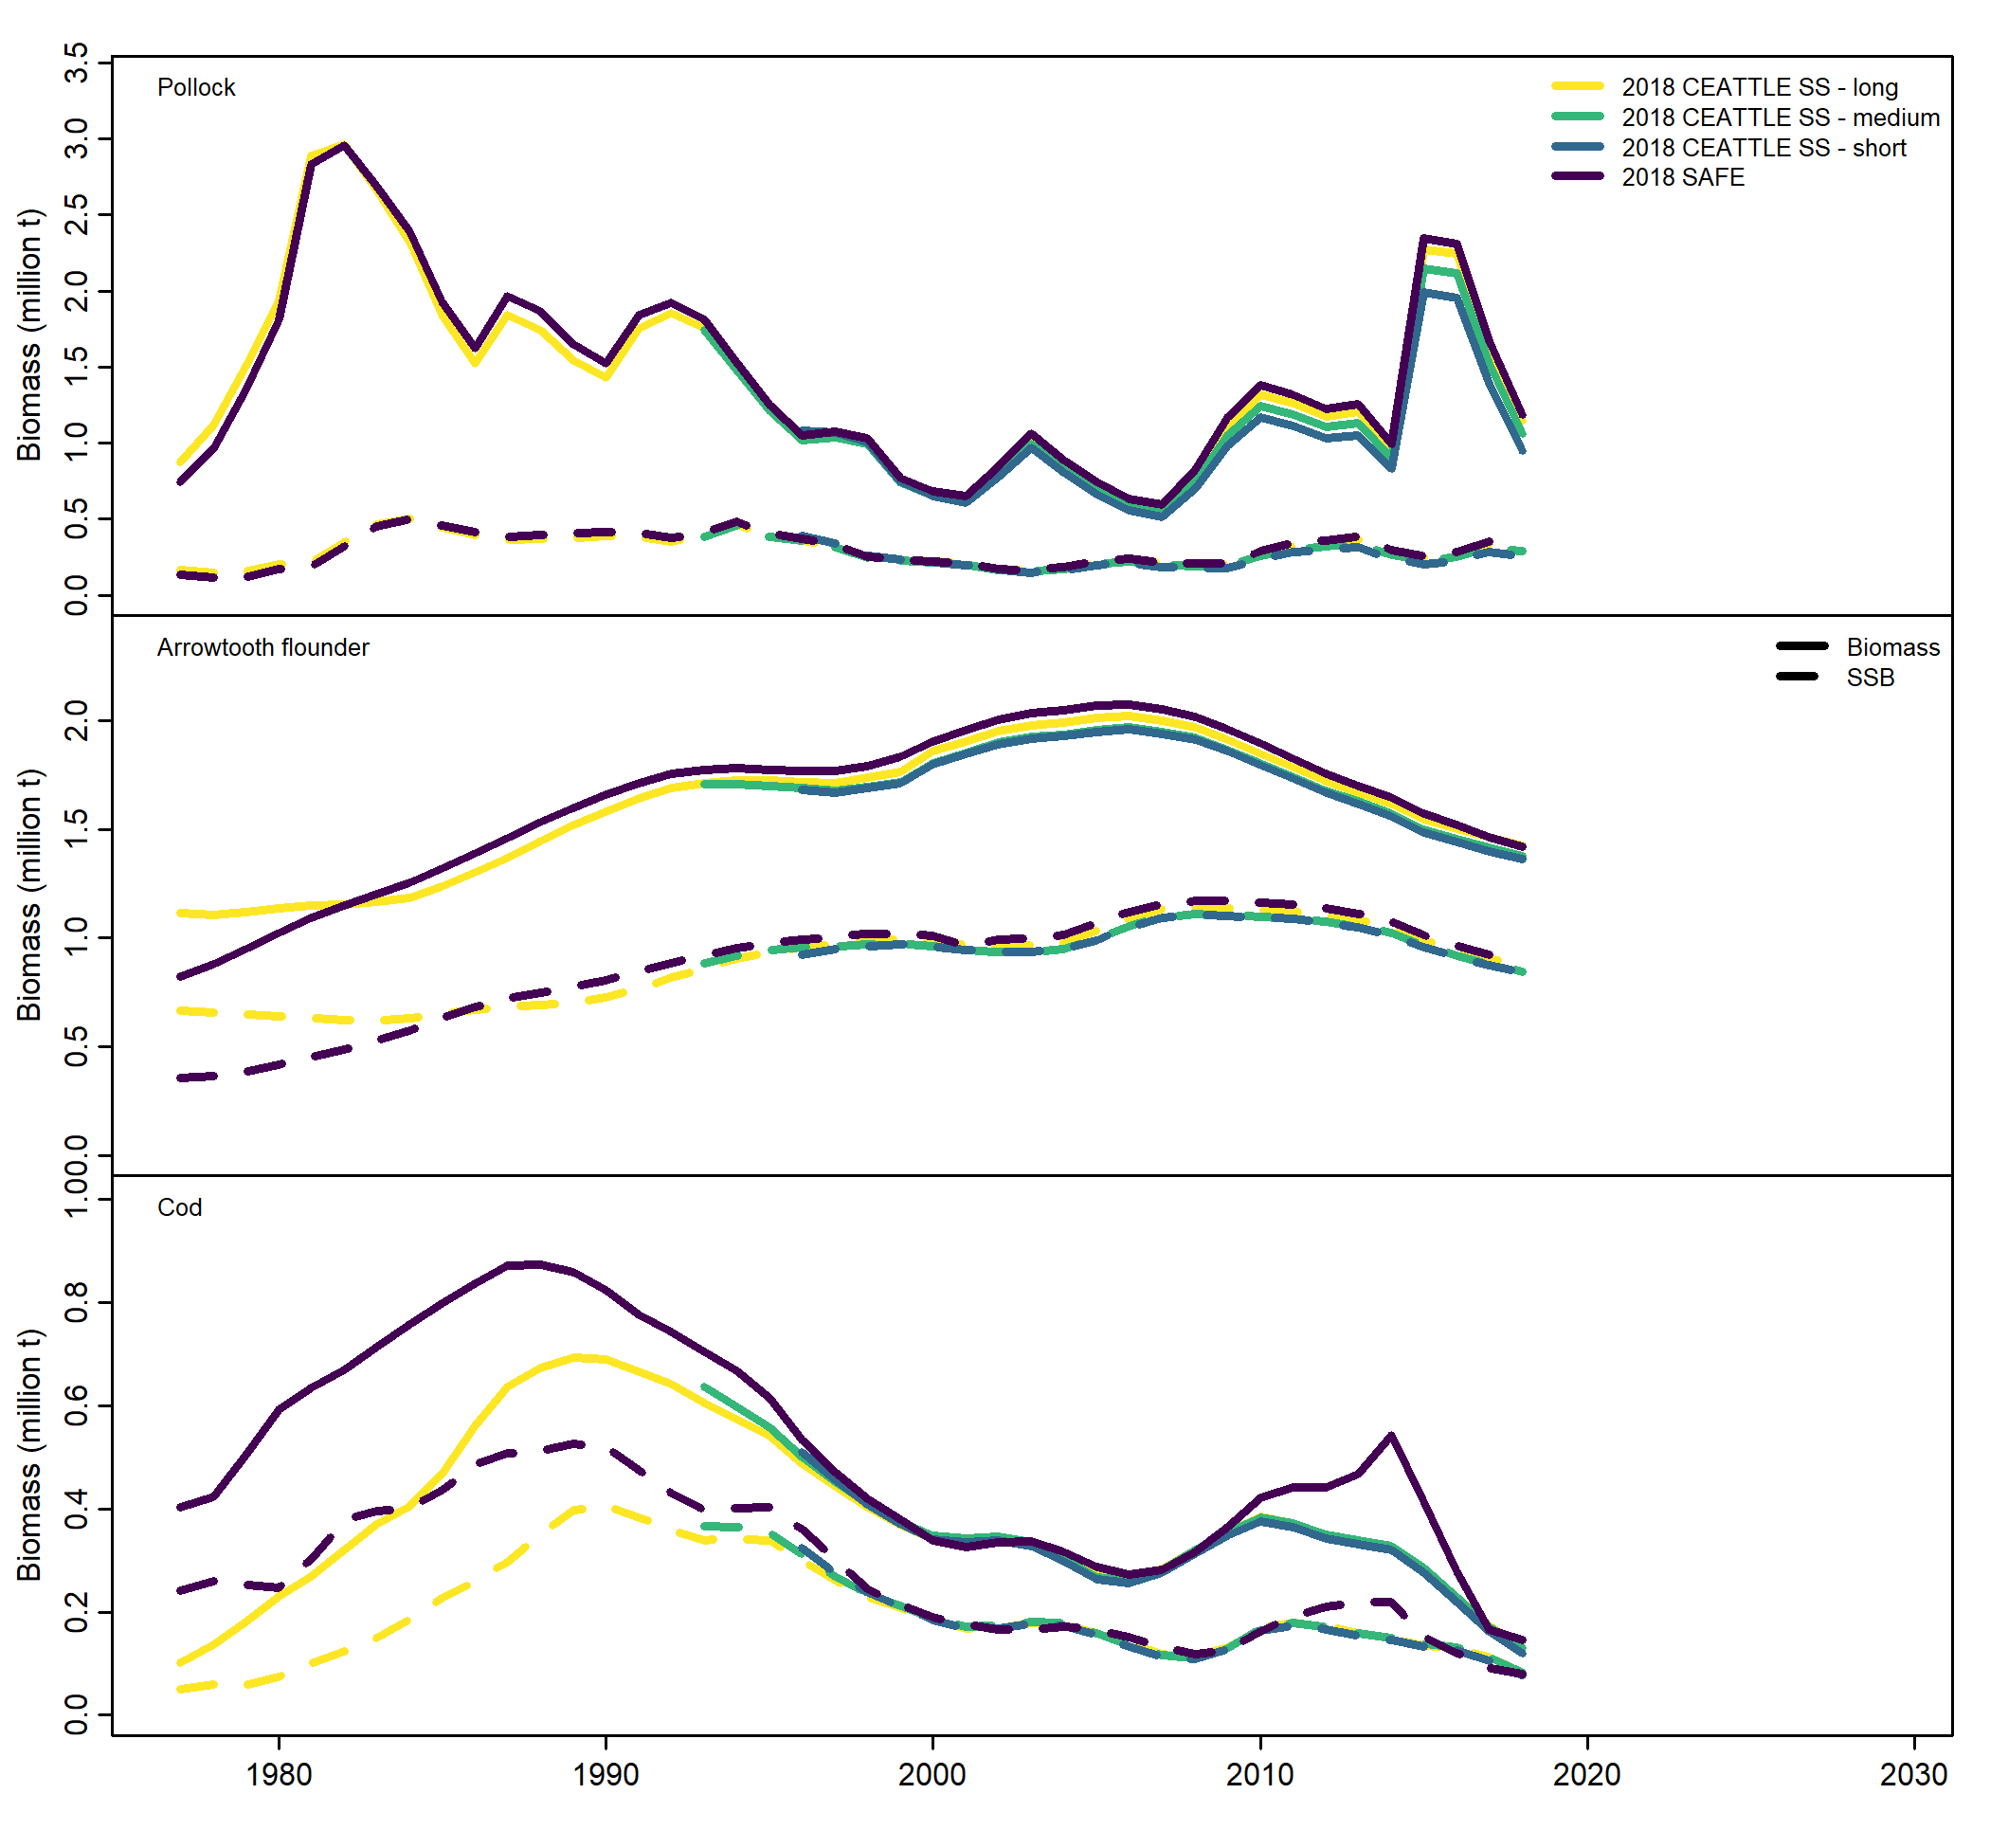 Pollock
2018 CEATTLE SS - long
2018 CEATTLE SS - medium
2018 CEATTLE SS - short
2018 SAFE
Biomass (million t)
3.5
3.0
2.5
2.0
1.5
1.0
0.5
0.0
Arrowtooth flounder
Biomass
SSB
Biomass (million t)
2.0
1.5
1.0
0.5
0.0
Cod
Biomass (million t)
1.0
0.8
0.6
0.4
0.2
0.0
1980 1990 2000 2010 2020 2030